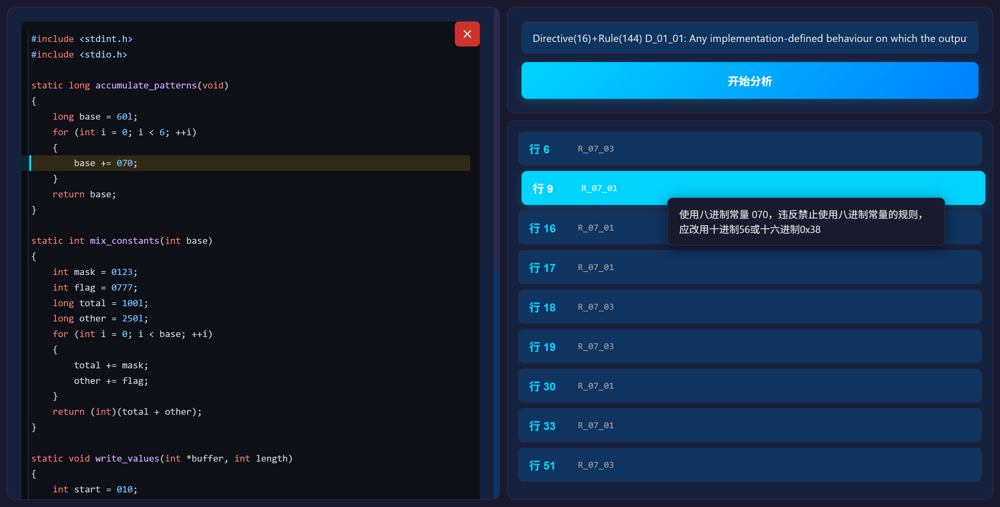 #include <stdint.h>
#include <stdio.h>
static long accumulate_patterns(void)
{
    long base = 60l;
    for (int i = 0; i < 6; ++i)
    {
        base += 070;
    }
    return base;
}
static int mix_constants(int base)
{
    int mask = 0123;
    int flag = 0777;
    long total = 100l;
    long other = 250l;
    for (int i = 0; i < base; ++i)
    {
        total += mask;
        other += flag;
    }
    return (int)(total + other);
}
static void write_values(int *buffer, int length)
{
    int start = 010;
×
Directive(16)+Rule(144) D_01_01: Any implementation-defined behaviour on which the output
开始分析
行 6 R_07_03
行 9 R_07_01
使用八进制常量 070，违反禁止使用八进制常量的规则，
应改用十进制56或十六进制0x38
行 16 R_07_01
行 17 R_07_01
行 18 R_07_03
行 19 R_07_03
行 30 R_07_01
行 33 R_07_01
行 51 R_07_03